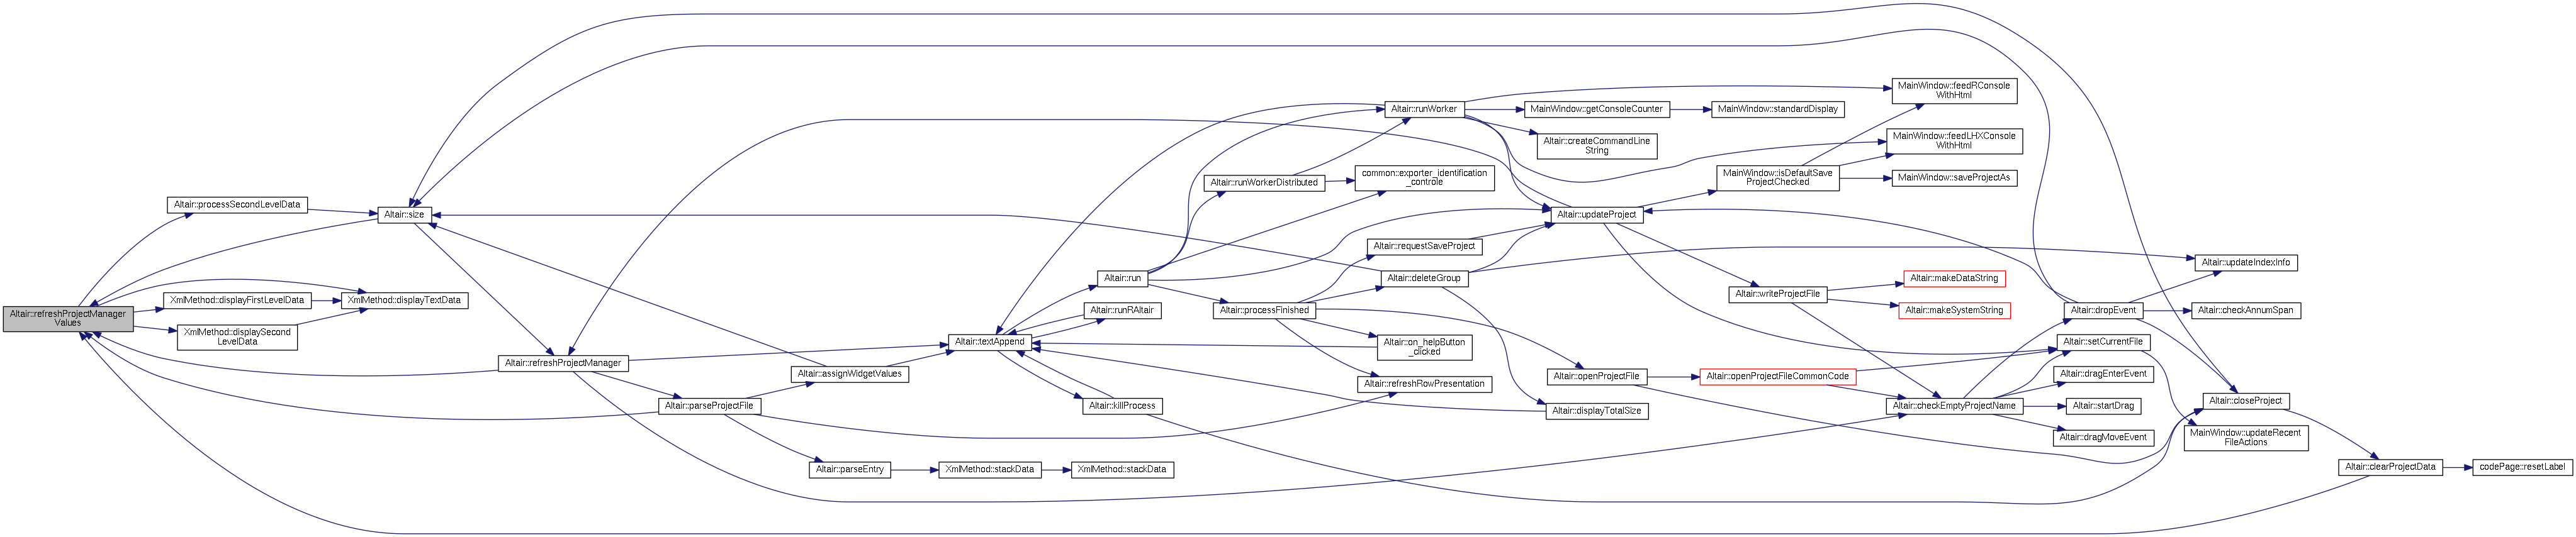 Altair::refreshProjectManager
Values
Altair::processSecondLevelData
XmlMethod::displayFirstLevelData
XmlMethod::displaySecond
LevelData
Altair::size
XmlMethod::displayTextData
Altair::refreshProjectManager
Altair::parseProjectFile
Altair::assignWidgetValues
Altair::parseEntry
XmlMethod::stackData
XmlMethod::stackData
Altair::textAppend
Altair::run
Altair::runRAltair
Altair::killProcess
Altair::runWorkerDistributed
Altair::processFinished
Altair::runWorker
common::exporter_identification
_controle
Altair::requestSaveProject
Altair::deleteGroup
Altair::on_helpButton
_clicked
Altair::refreshRowPresentation
MainWindow::getConsoleCounter
Altair::createCommandLine
String
Altair::updateProject
Altair::openProjectFile
Altair::displayTotalSize
MainWindow::standardDisplay
MainWindow::isDefaultSave
ProjectChecked
Altair::writeProjectFile
Altair::openProjectFileCommonCode
MainWindow::feedRConsole
WithHtml
MainWindow::feedLHXConsole
WithHtml
MainWindow::saveProjectAs
Altair::makeDataString
Altair::makeSystemString
Altair::checkEmptyProjectName
Altair::dropEvent
Altair::setCurrentFile
Altair::dragEnterEvent
Altair::startDrag
Altair::dragMoveEvent
Altair::updateIndexInfo
Altair::checkAnnumSpan
Altair::closeProject
MainWindow::updateRecent
FileActions
Altair::clearProjectData
codePage::resetLabel